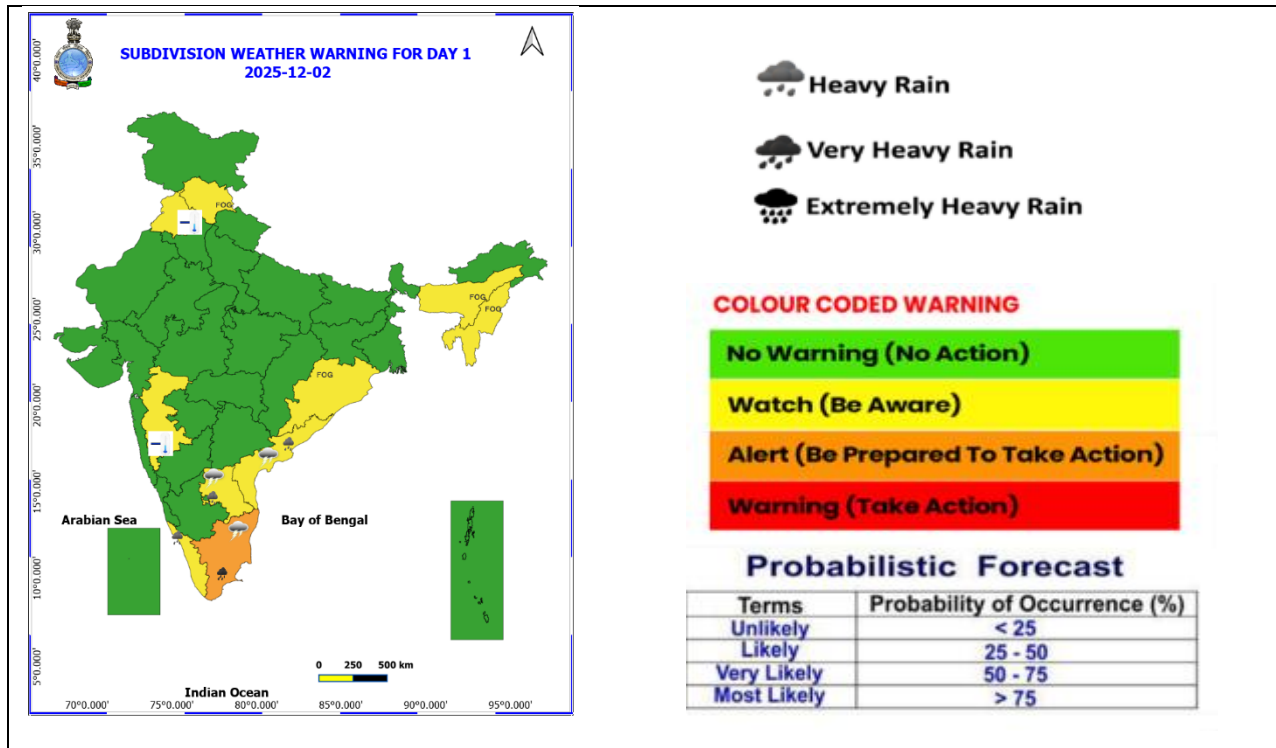 SUBDIVISION WEATHER WARNING FOR DAY 1
2025-12-02
40°0.000'
35°0.000'
30°0.000'
25°0.000'
20°0.000'
15°0.000'
10°0.000'
5°0.000'
FOG
FOG
FOG
FOG
Arabian Sea
Bay of Bengal
0 250 500 km
Indian Ocean
70°0.000' 75°0.000' 80°0.000' 85°0.000' 90°0.000' 95°0.000'
Heavy Rain
Very Heavy Rain
Extremely Heavy Rain
COLOUR CODED WARNING
No Warning (No Action)
Watch (Be Aware)
Alert (Be Prepared To Take Action)
Warning (Take Action)
Probabilistic Forecast
Terms Probability of Occurrence (%)
Unlikely < 25
Likely 25 - 50
Very Likely 50 - 75
Most Likely > 75